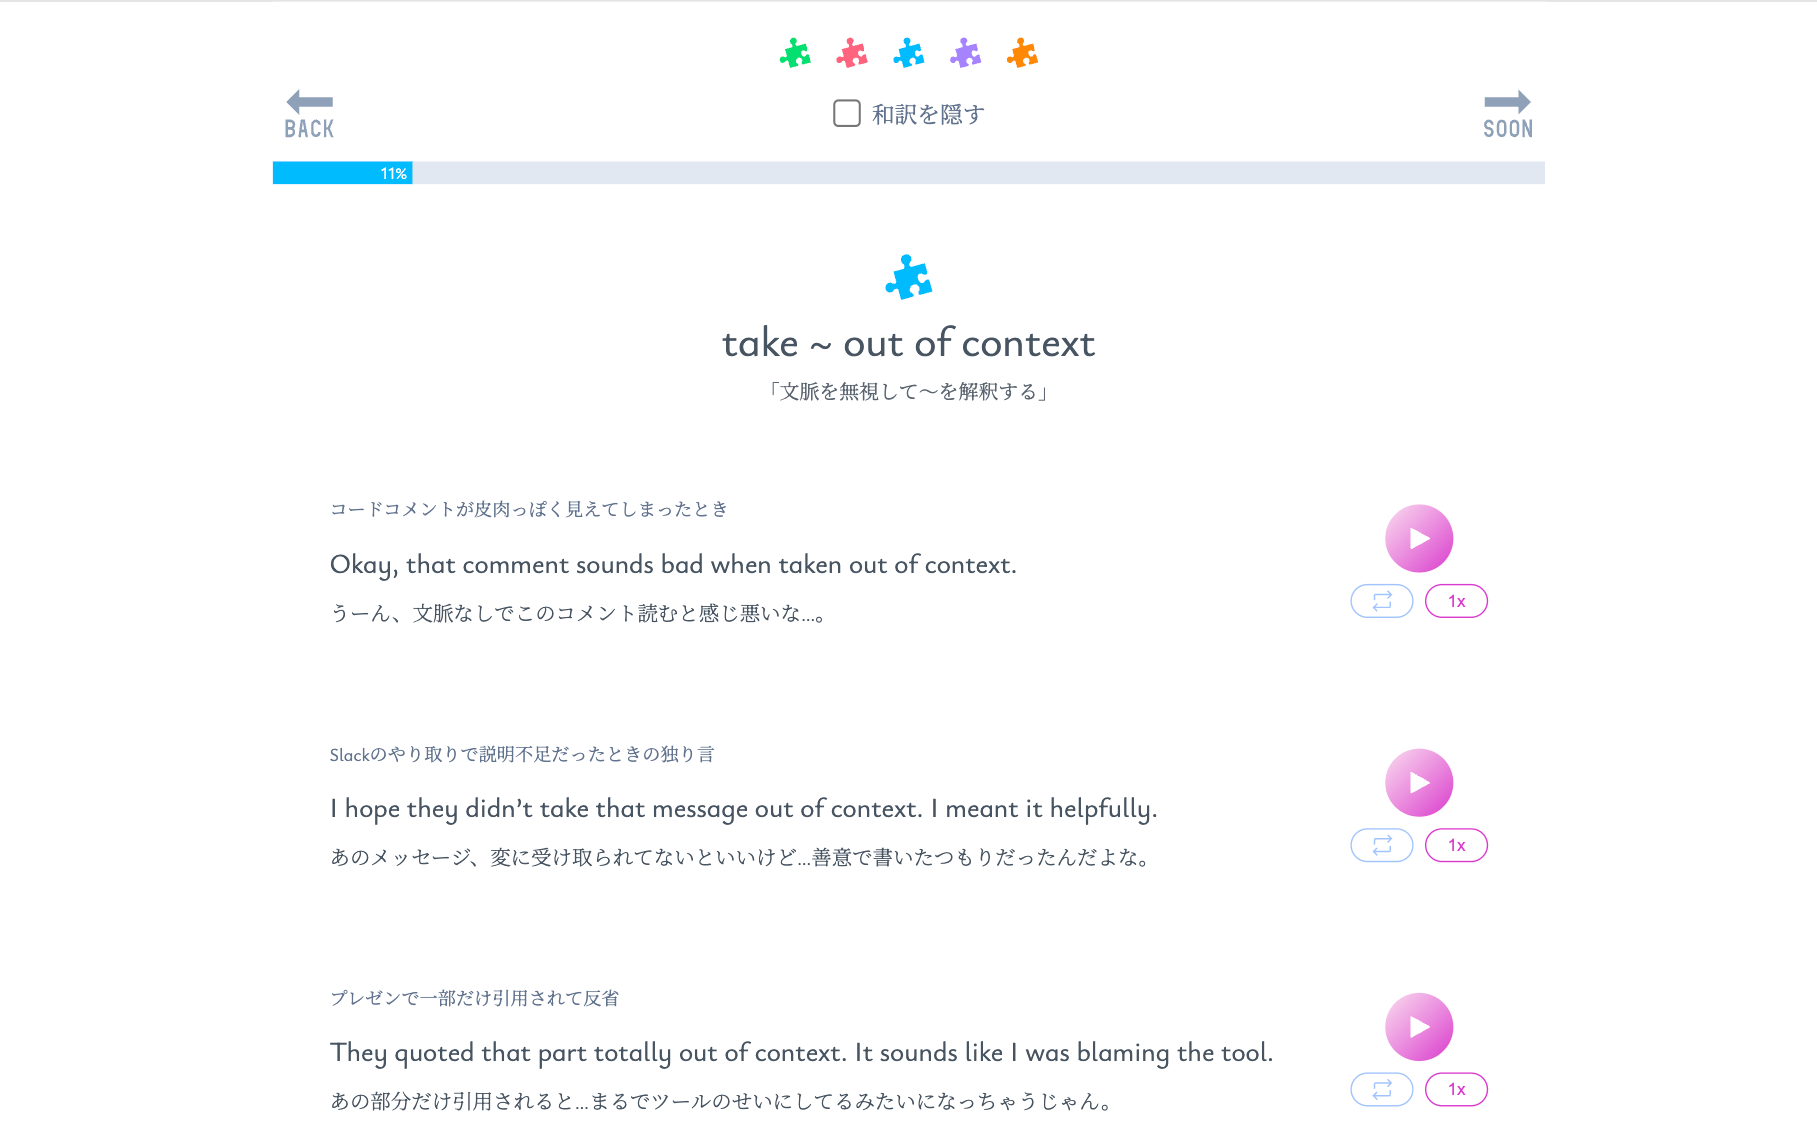 和訳を隠す
BACK
SOON
11%
take ~ out of context
「文脈を無視して〜を解釈する」
コードコメントが皮肉っぽく見えてしまったとき
Okay, that comment sounds bad when taken out of context.
うーん、文脈なしでこのコメント読むと感じ悪いな…。
1x
Slackのやり取りで説明不足だったときの独り言
I hope they didn’t take that message out of context. I meant it helpfully.
あのメッセージ、変に受け取られてないといいけど…善意で書いたつもりだったんだよな。
1x
プレゼンで一部だけ引用されて反省
They quoted that part totally out of context. It sounds like I was blaming the tool.
あの部分だけ引用されると…まるでツールのせいにしてるみたいになっちゃうじゃん。
1x